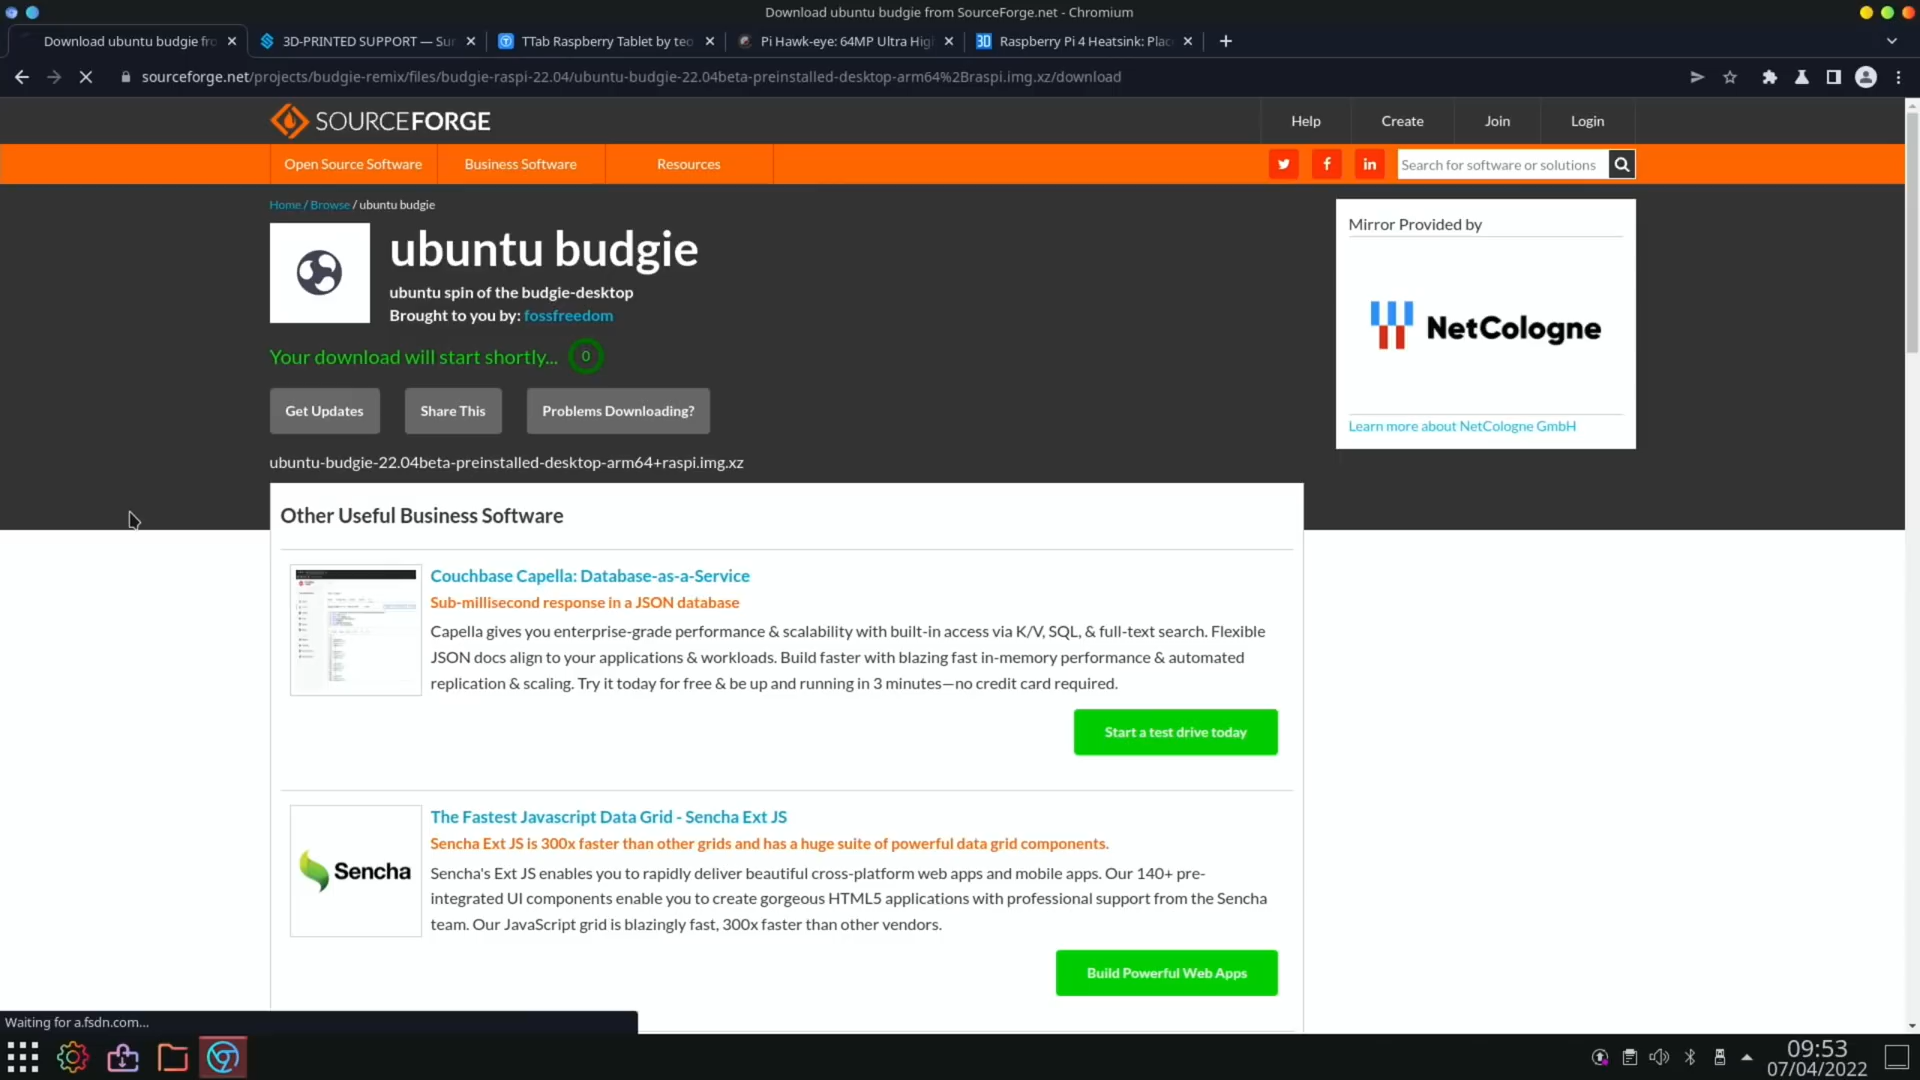 Download ubuntu budgie from SourceForge.net - Chromium
Download ubuntu budgie fro
3D-PRINTED SUPPORT — Sur
TTab Raspberry Tablet by teo
Pi Hawk-eye: 64MP Ultra Hig
Raspberry Pi 4 Heatsink: Plac
sourceforge.net/projects/budgie-remix/files/budgie-raspi-22.04/ubuntu-budgie-22.04beta-preinstalled-desktop-arm64%2Braspi.img.xz/download
SOURCEFORGE
Help
Create
Join
Login
Open Source Software
Business Software
Resources
Search for software or solutions
Home / Browse / ubuntu budgie
ubuntu budgie
ubuntu spin of the budgie-desktop
Brought to you by: fossfreedom
Your download will start shortly... 0
Get Updates
Share This
Problems Downloading?
ubuntu-budgie-22.04beta-preinstalled-desktop-arm64+raspi.img.xz
Mirror Provided by
NetCologne
Learn more about NetCologne GmbH
Other Useful Business Software
Couchbase Capella: Database-as-a-Service
Sub-millisecond response in a JSON database
Capella gives you enterprise-grade performance & scalability with built-in access via K/V, SQL, & full-text search. Flexible
JSON docs align to your applications & workloads. Build faster with blazing fast in-memory performance & automated
replication & scaling. Try it today for free & be up and running in 3 minutes—no credit card required.
Start a test drive today
The Fastest Javascript Data Grid - Sencha Ext JS
Sencha Ext JS is 300x faster than other grids and has a huge suite of powerful data grid components.
Sencha
Sencha's Ext JS enables you to rapidly deliver beautiful cross-platform web apps and mobile apps. Our 140+ pre-
integrated UI components enable you to create gorgeous HTML5 applications with professional support from the Sencha
team. Our JavaScript grid is blazingly fast, 300x faster than other vendors.
Build Powerful Web Apps
Waiting for a.fsdn.com...
09:53
07/04/2022